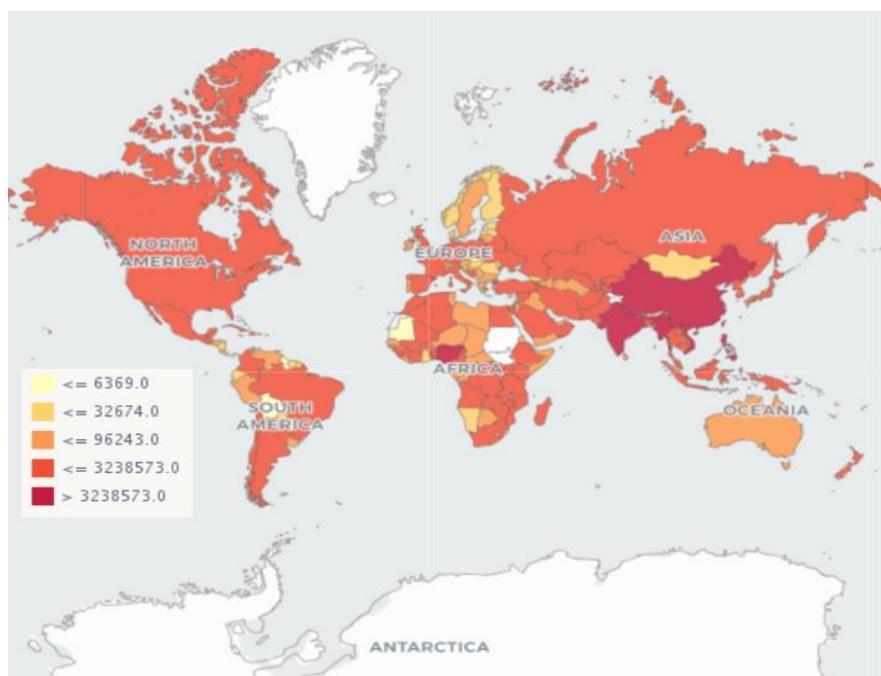 NORTH
AMERICA
EUROPE
ASIA
AFRICA
SOUTH
AMERICA
OCEANIA
ANTARCTICA
<= 6369.0
<= 32674.0
<= 96243.0
<= 3238573.0
> 3238573.0